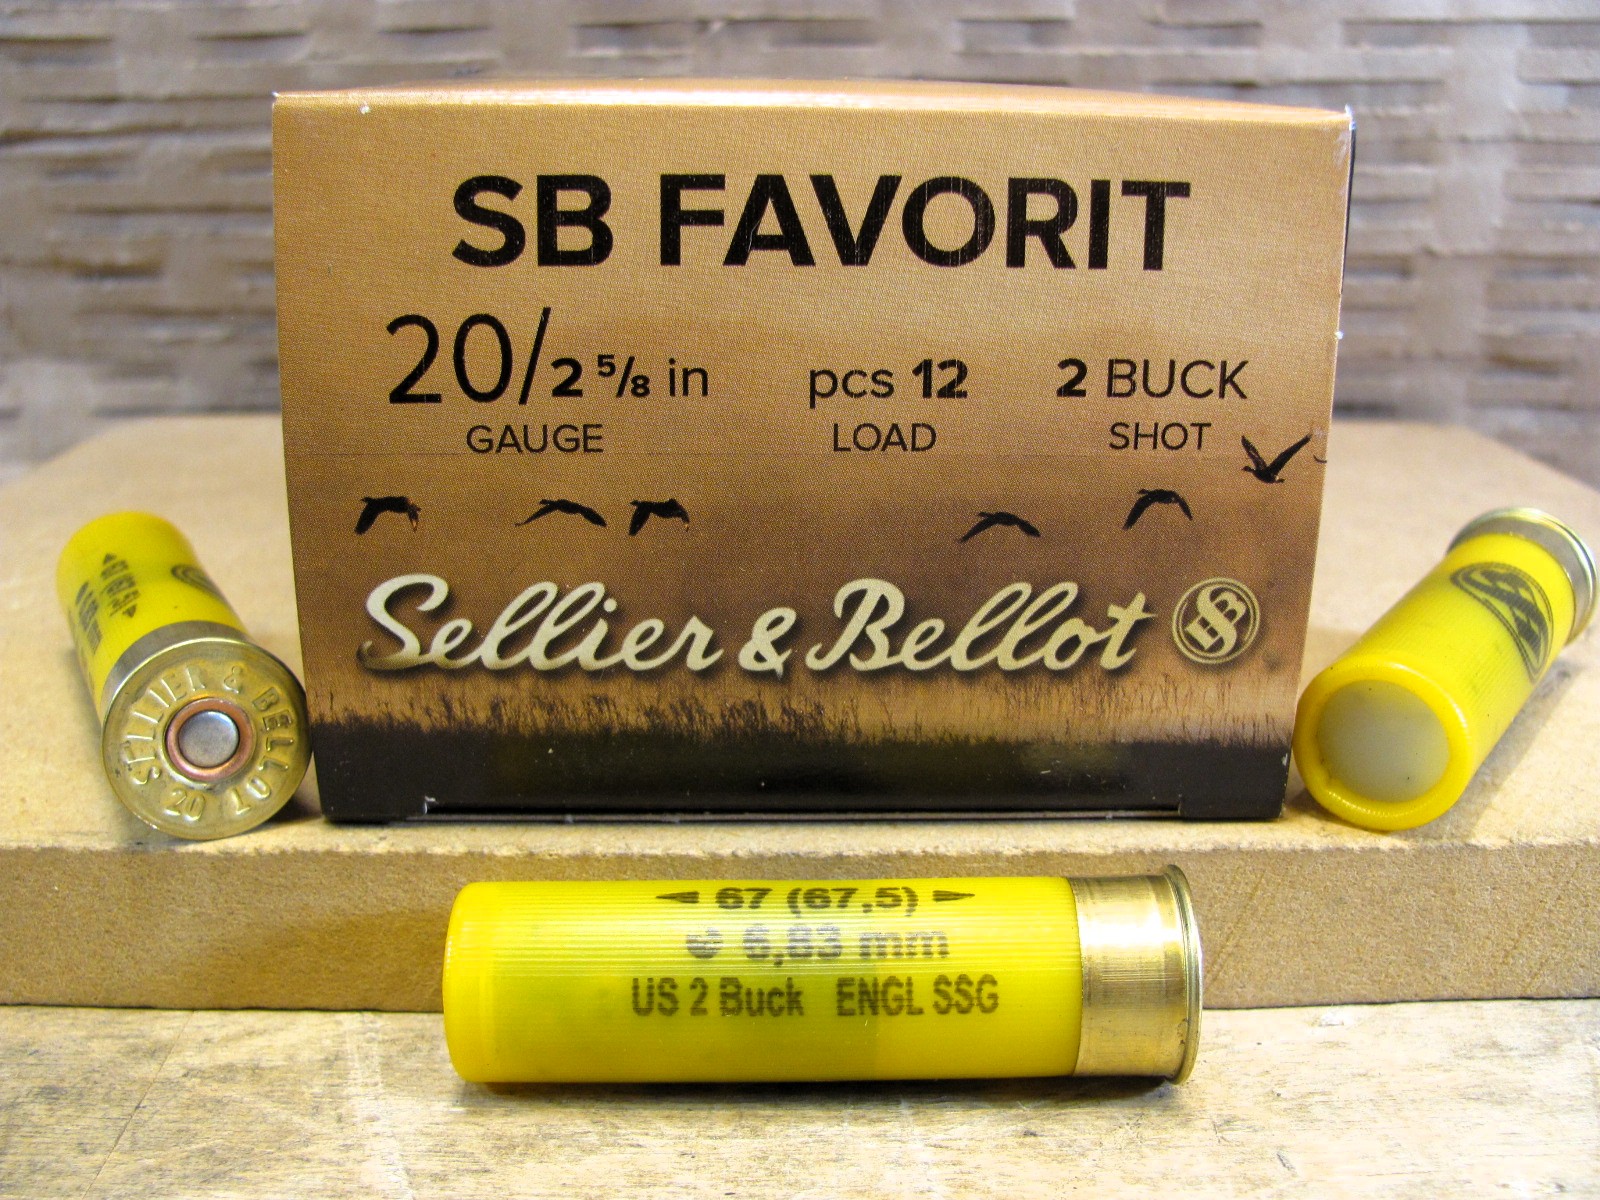 SB FAVORIT
20/2 5/8 in pcs 12 2 BUCK
GAUGE LOAD SHOT
Sellier & Bellot SB
SELLIER & BELLOT
20
67 (67,5)
6,83 mm
US 2 Buck ENGL SSG